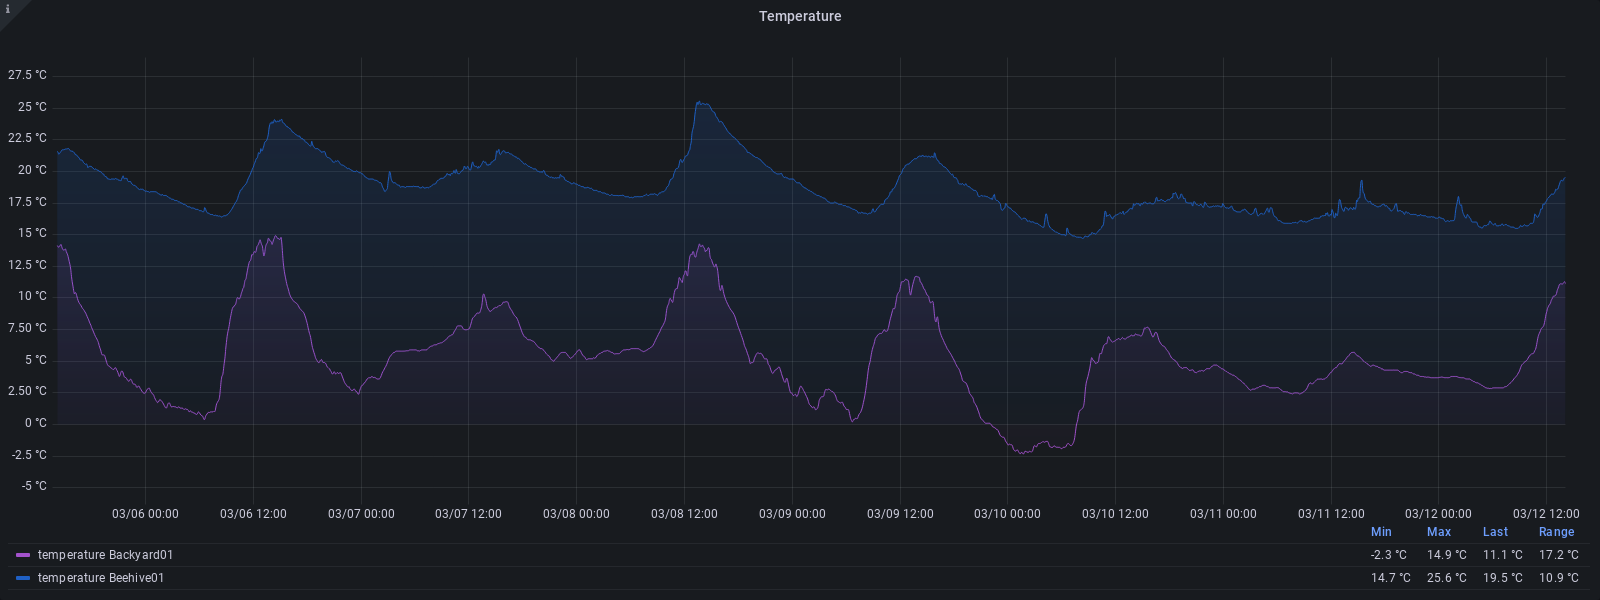 i
Temperature
27.5 °C
25 °C
22.5 °C
20 °C
17.5 °C
15 °C
12.5 °C
10 °C
7.50 °C
5 °C
2.50 °C
0 °C
-2.5 °C
-5 °C
03/06 00:00 03/06 12:00 03/07 00:00 03/07 12:00 03/08 00:00 03/08 12:00 03/09 00:00 03/09 12:00 03/10 00:00 03/10 12:00 03/11 00:00 03/11 12:00 03/12 00:00 03/12 12:00
Min Max Last Range
temperature Backyard01 -2.3 °C 14.9 °C 11.1 °C 17.2 °C
temperature Beehive01 14.7 °C 25.6 °C 19.5 °C 10.9 °C